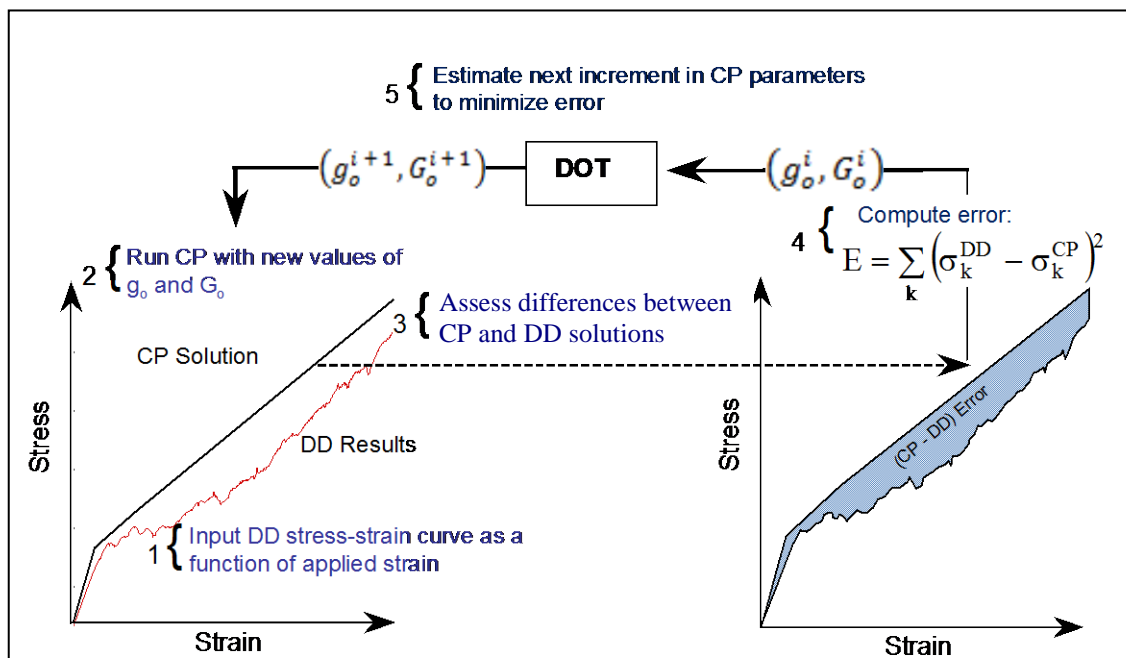 5 { Estimate next increment in CP parameters
to minimize error
(g_o^{i+1}, G_o^{i+1})
DOT
(g_o^i, G_o^i)
4 { Compute error:
E = ∑_k (σ_k^{DD} − σ_k^{CP})^2
2 { Run CP with new values of
g_o and G_o
3 { Assess differences between
CP and DD solutions
CP Solution
DD Results
1 { Input DD stress-strain curve as a
function of applied strain
Stress
Strain
(CP - DD) Error
Stress
Strain